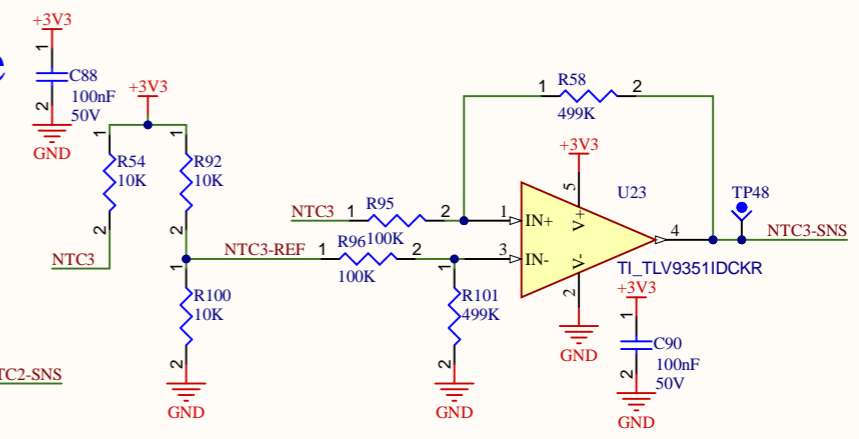 +3V3
1
C88
100nF
50V
2
GND
+3V3
1
1
R54
10K
R92
10K
2
2
NTC3
NTC3-REF
1
R100
10K
2
GND
TC2-SNS
1
R58
2
499K
+3V3
5
U23
TP48
NTC3
1
R95
2
100K
1
IN+
V+
4
NTC3-SNS
1
R96
2
100K
3
IN-
V-
TI_TLV9351IDCKR
1
R101
499K
2
GND
2
GND
+3V3
1
C90
100nF
50V
2
GND